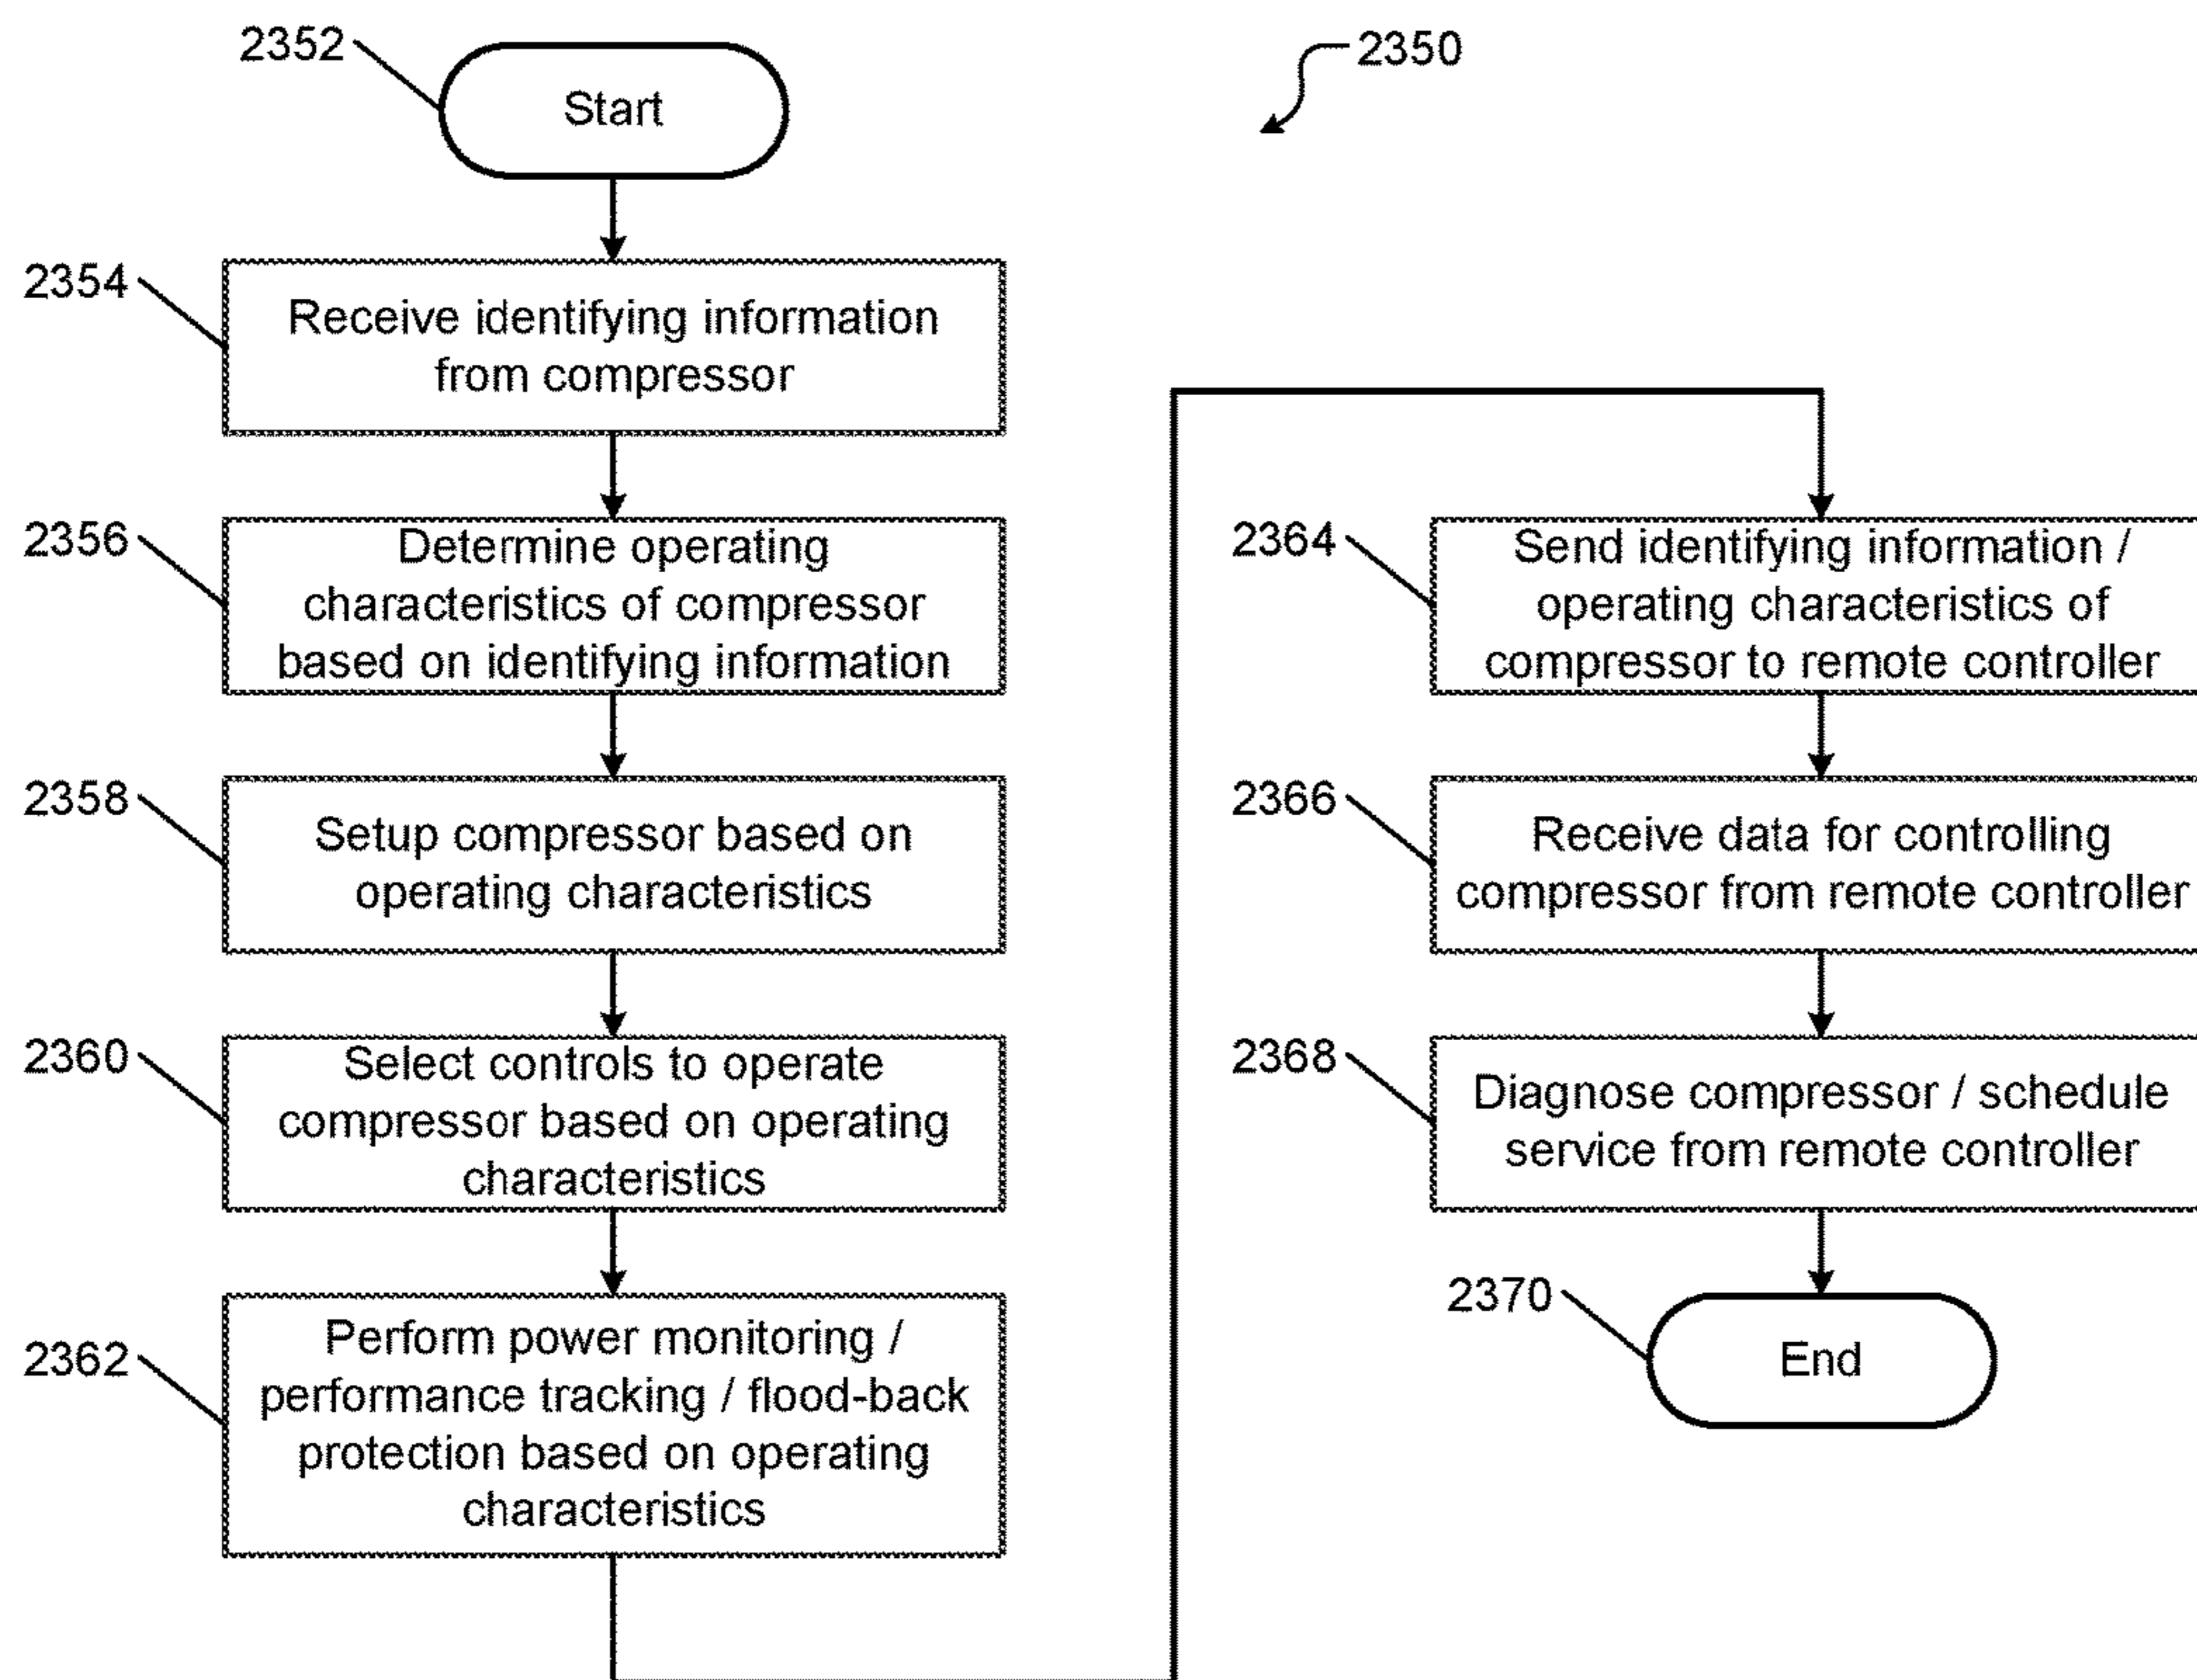 2352
Start
2350
2354
Receive identifying information
from compressor
2356
Determine operating
characteristics of compressor
based on identifying information
2358
Setup compressor based on
operating characteristics
2360
Select controls to operate
compressor based on operating
characteristics
2362
Perform power monitoring /
performance tracking / flood-back
protection based on operating
characteristics
2364
Send identifying information /
operating characteristics of
compressor to remote controller
2366
Receive data for controlling
compressor from remote controller
2368
Diagnose compressor / schedule
service from remote controller
2370
End